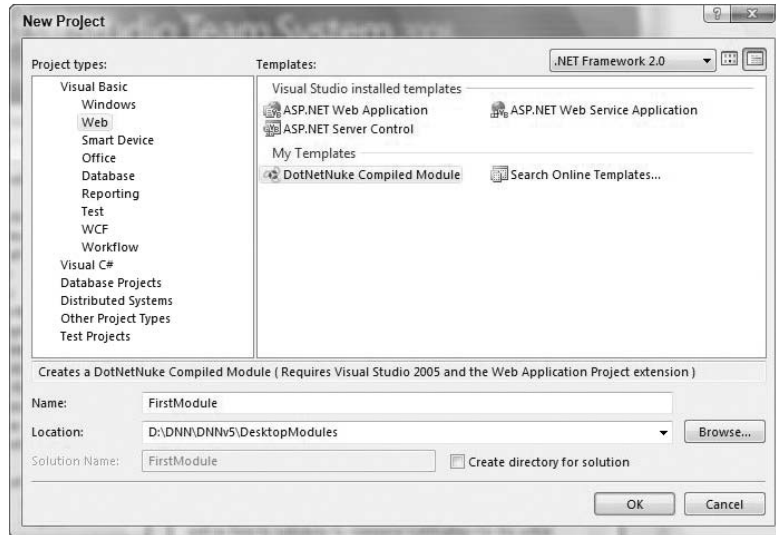 New Project
Project types:
Templates:
.NET Framework 2.0
Visual Basic
Windows
Web
Smart Device
Office
Database
Reporting
Test
WCF
Workflow
Visual C#
Database Projects
Distributed Systems
Other Project Types
Test Projects
Visual Studio installed templates
ASP.NET Web Application
ASP.NET Web Service Application
ASP.NET Server Control
My Templates
DotNetNuke Compiled Module
Search Online Templates...
Creates a DotNetNuke Compiled Module ( Requires Visual Studio 2005 and the Web Application Project extension )
Name:
FirstModule
Location:
D:\DNN\DNNv5\DesktopModules
Browse...
Solution Name:
FirstModule
Create directory for solution
OK
Cancel